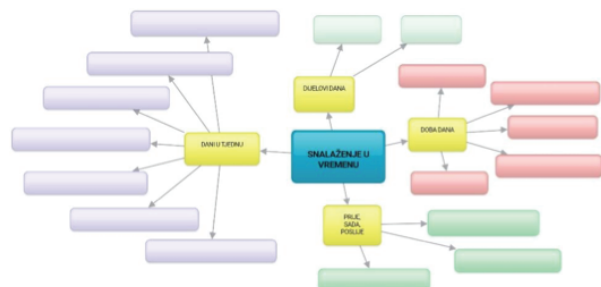 DIJELOVI DANA
DANI U TJEDNU
SNALAŽENJE U
VREMENU
DOBA DANA
PRIJE,
SADA,
POSLIJE